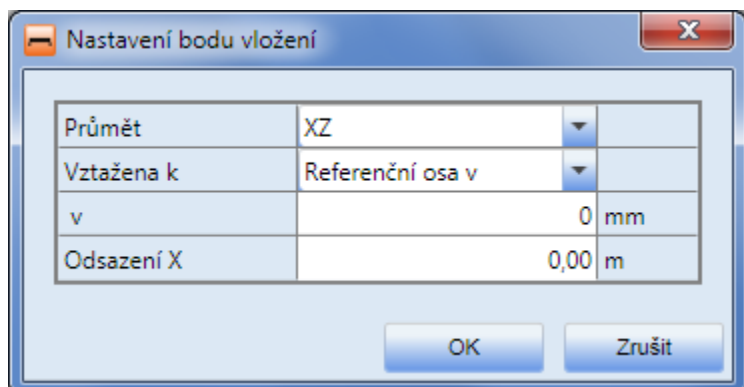 Nastavení bodu vložení
Průmět XZ
Vztažena k Referenční osa v
v 0 mm
Odsazení X 0,00 m
OK Zrušit